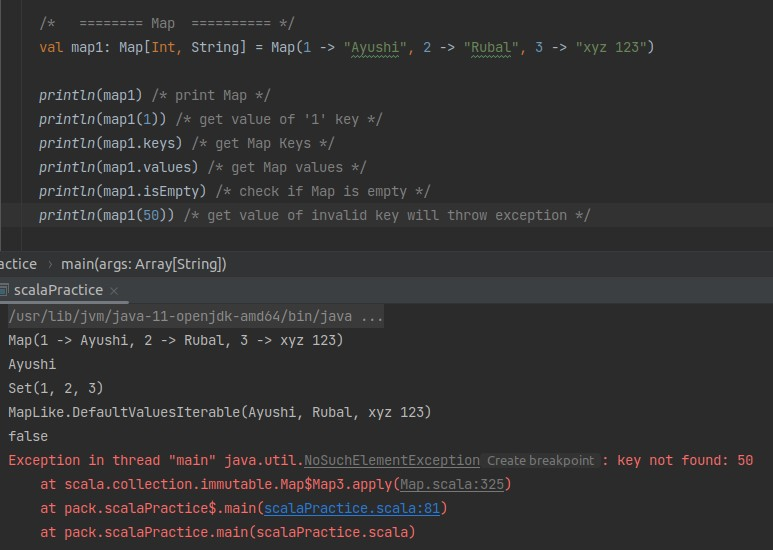 /*   ======== Map  ========== */
val map1: Map[Int, String] = Map(1 -> "Ayushi", 2 -> "Rubal", 3 -> "xyz 123")
println(map1) /* print Map */
println(map1(1)) /* get value of '1' key */
println(map1.keys) /* get Map Keys */
println(map1.values) /* get Map values */
println(map1.isEmpty) /* check if Map is empty */
println(map1(50)) /* get value of invalid key will throw exception */
actice › main(args: Array[String])
scalaPractice ×
/usr/lib/jvm/java-11-openjdk-amd64/bin/java ...
Map(1 -> Ayushi, 2 -> Rubal, 3 -> xyz 123)
Ayushi
Set(1, 2, 3)
MapLike.DefaultValuesIterable(Ayushi, Rubal, xyz 123)
false
Exception in thread "main" java.util.NoSuchElementException Create breakpoint : key not found: 50
    at scala.collection.immutable.Map$Map3.apply(Map.scala:325)
    at pack.scalaPractice$.main(scalaPractice.scala:81)
    at pack.scalaPractice.main(scalaPractice.scala)